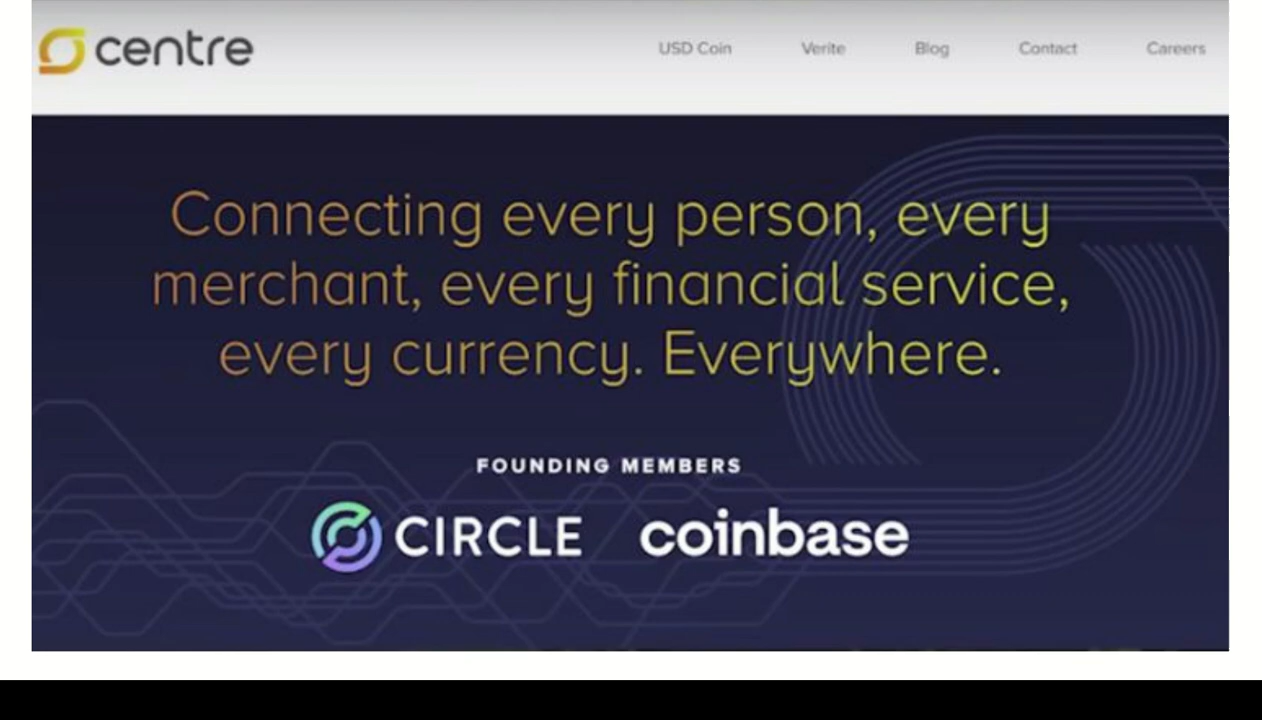 centre
USD Coin Verite Blog Contact Careers
Connecting every person, every
merchant, every financial service,
every currency. Everywhere.
FOUNDING MEMBERS
CIRCLE coinbase